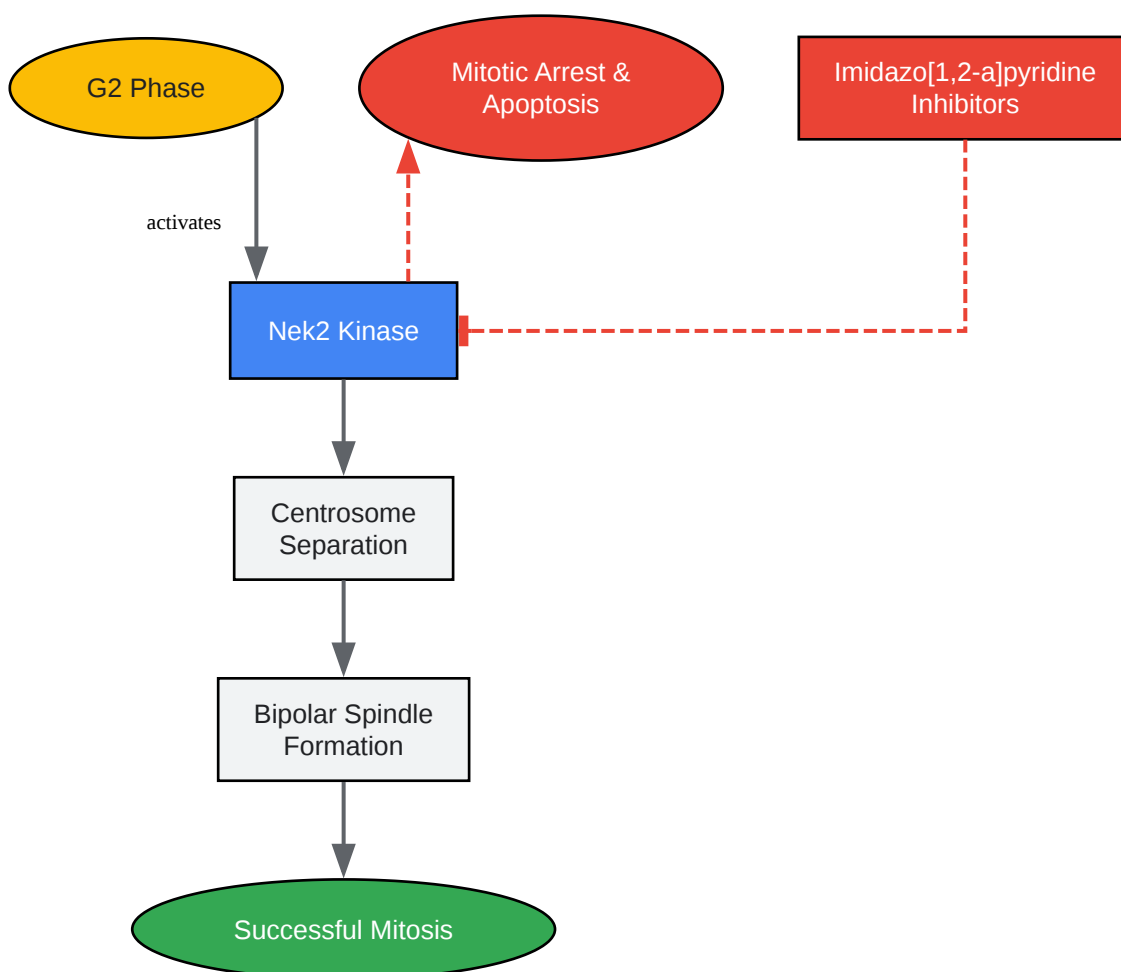 G2 Phase
Mitotic Arrest &
Apoptosis
Imidazo[1,2-a]pyridine
Inhibitors
activates
Nek2 Kinase
Centrosome
Separation
Bipolar Spindle
Formation
Successful Mitosis